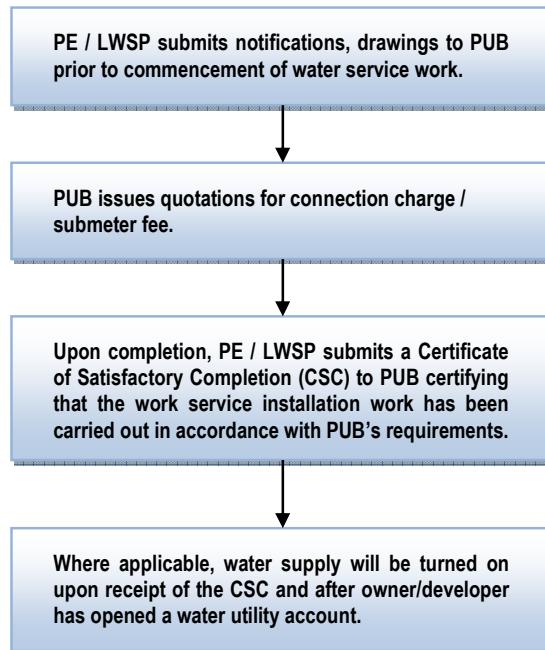 PE / LWSP submits notifications, drawings to PUB
prior to commencement of water service work.
PUB issues quotations for connection charge /
submeter fee.
Upon completion, PE / LWSP submits a Certificate
of Satisfactory Completion (CSC) to PUB certifying
that the work service installation work has been
carried out in accordance with PUB's requirements.
Where applicable, water supply will be turned on
upon receipt of the CSC and after owner/developer
has opened a water utility account.